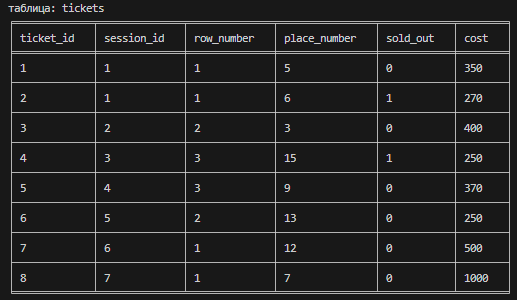 таблица: tickets
ticket_id session_id row_number place_number sold_out cost
1 1 1 5 0 350
2 1 1 6 1 270
3 2 2 3 0 400
4 3 3 15 1 250
5 4 3 9 0 370
6 5 2 13 0 250
7 6 1 12 0 500
8 7 1 7 0 1000